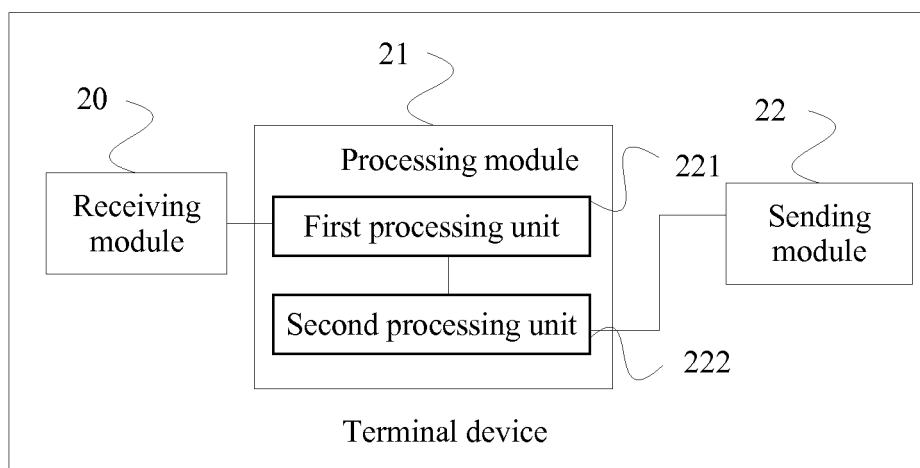 21
20
22
Processing module
221
Receiving
module
First processing unit
Sending
module
Second processing unit
222
Terminal device